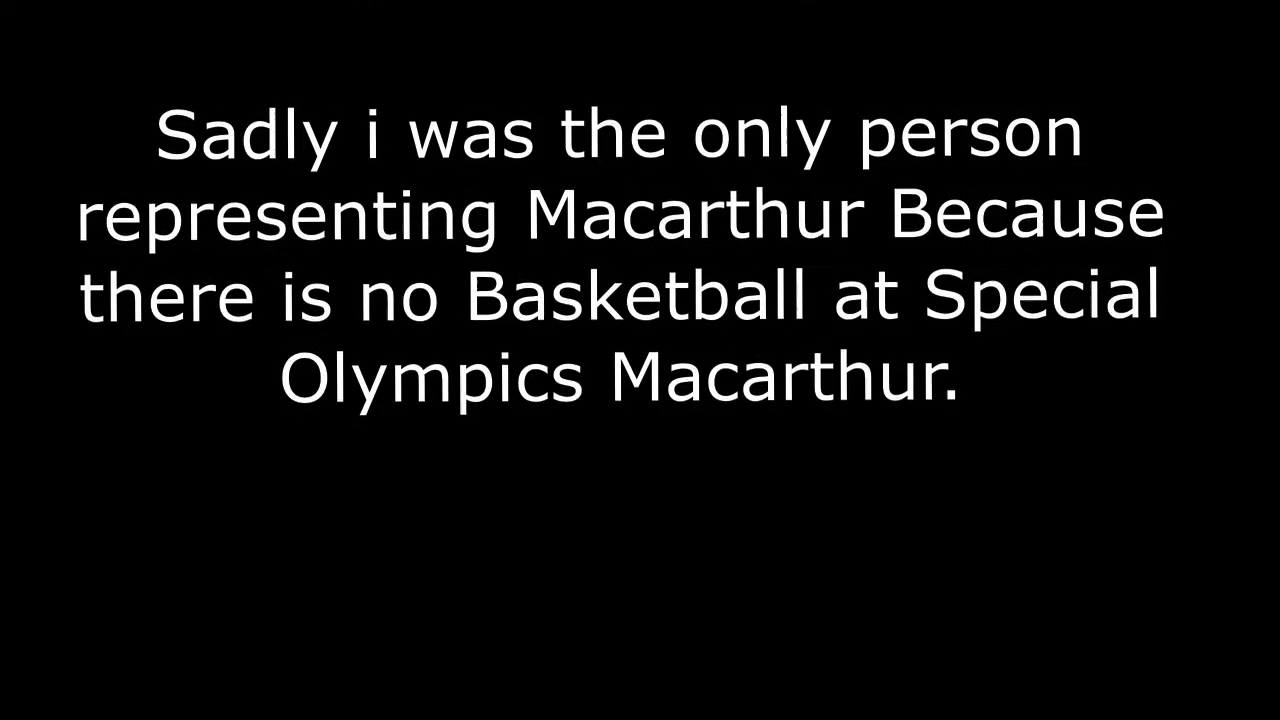 Sadly i was the only person
representing Macarthur Because
there is no Basketball at Special
Olympics Macarthur.